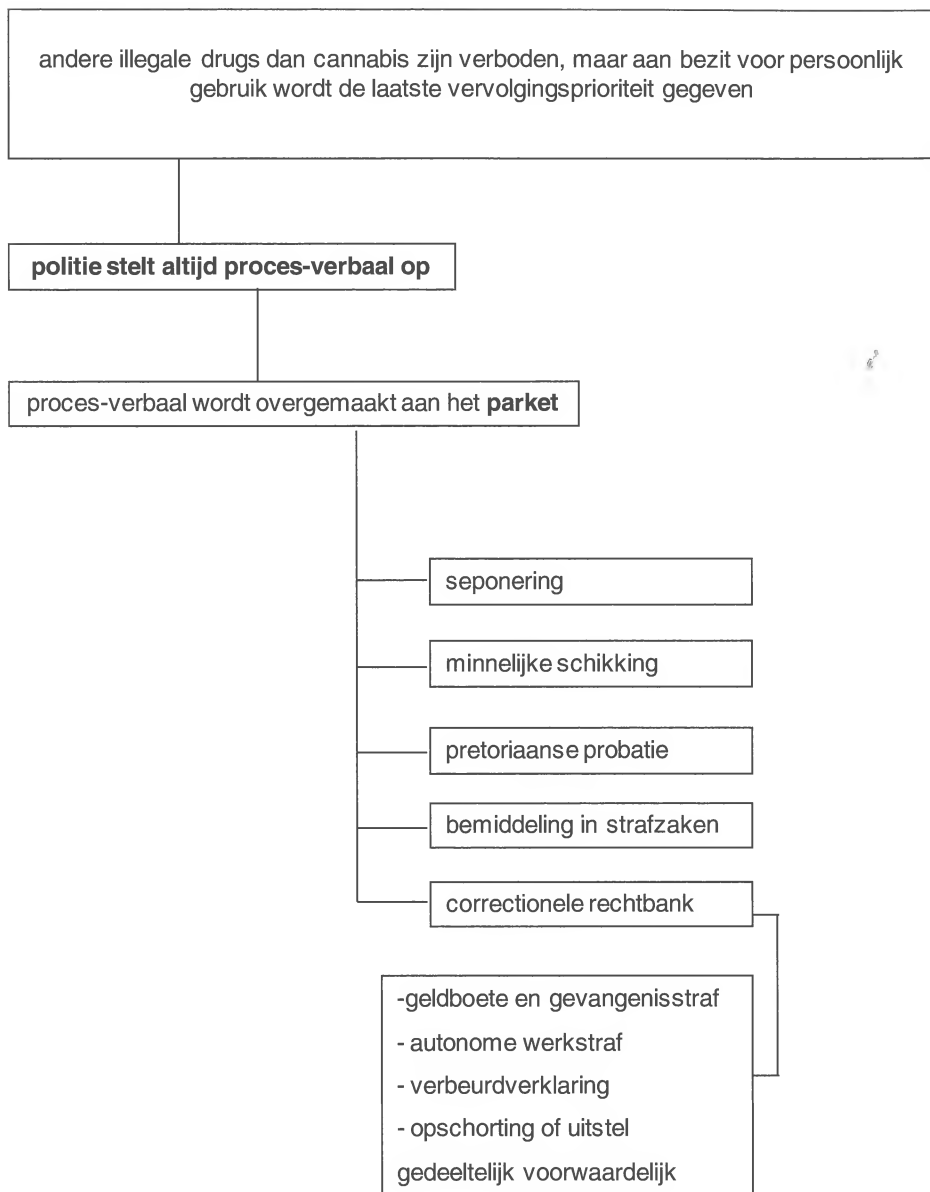 andere illegale drugs dan cannabis zijn verboden, maar aan bezit voor persoonlijk
gebruik wordt de laatste vervolgingsprioriteit gegeven
politie stelt altijd proces-verbaal op
proces-verbaal wordt overgemaakt aan het parket
seponering
minnelijke schikking
pretoriaanse probatie
bemiddeling in strafzaken
correctionele rechtbank
-geldboete en gevangenisstraf
- autonome werkstraf
- verbeurdverklaring
- opschorting of uitstel
gedeeltelijk voorwaardelijk